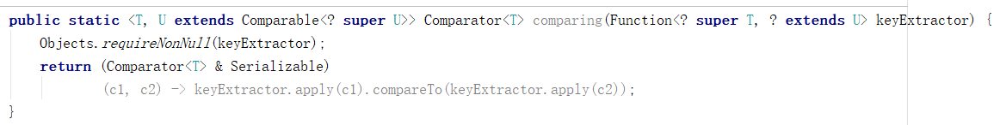 public static <T, U extends Comparable<? super U>> Comparator<T> comparing(Function<? super T, ? extends U> keyExtractor) {
    Objects.requireNonNull(keyExtractor);
    return (Comparator<T> & Serializable)
            (c1, c2) -> keyExtractor.apply(c1).compareTo(keyExtractor.apply(c2));
}